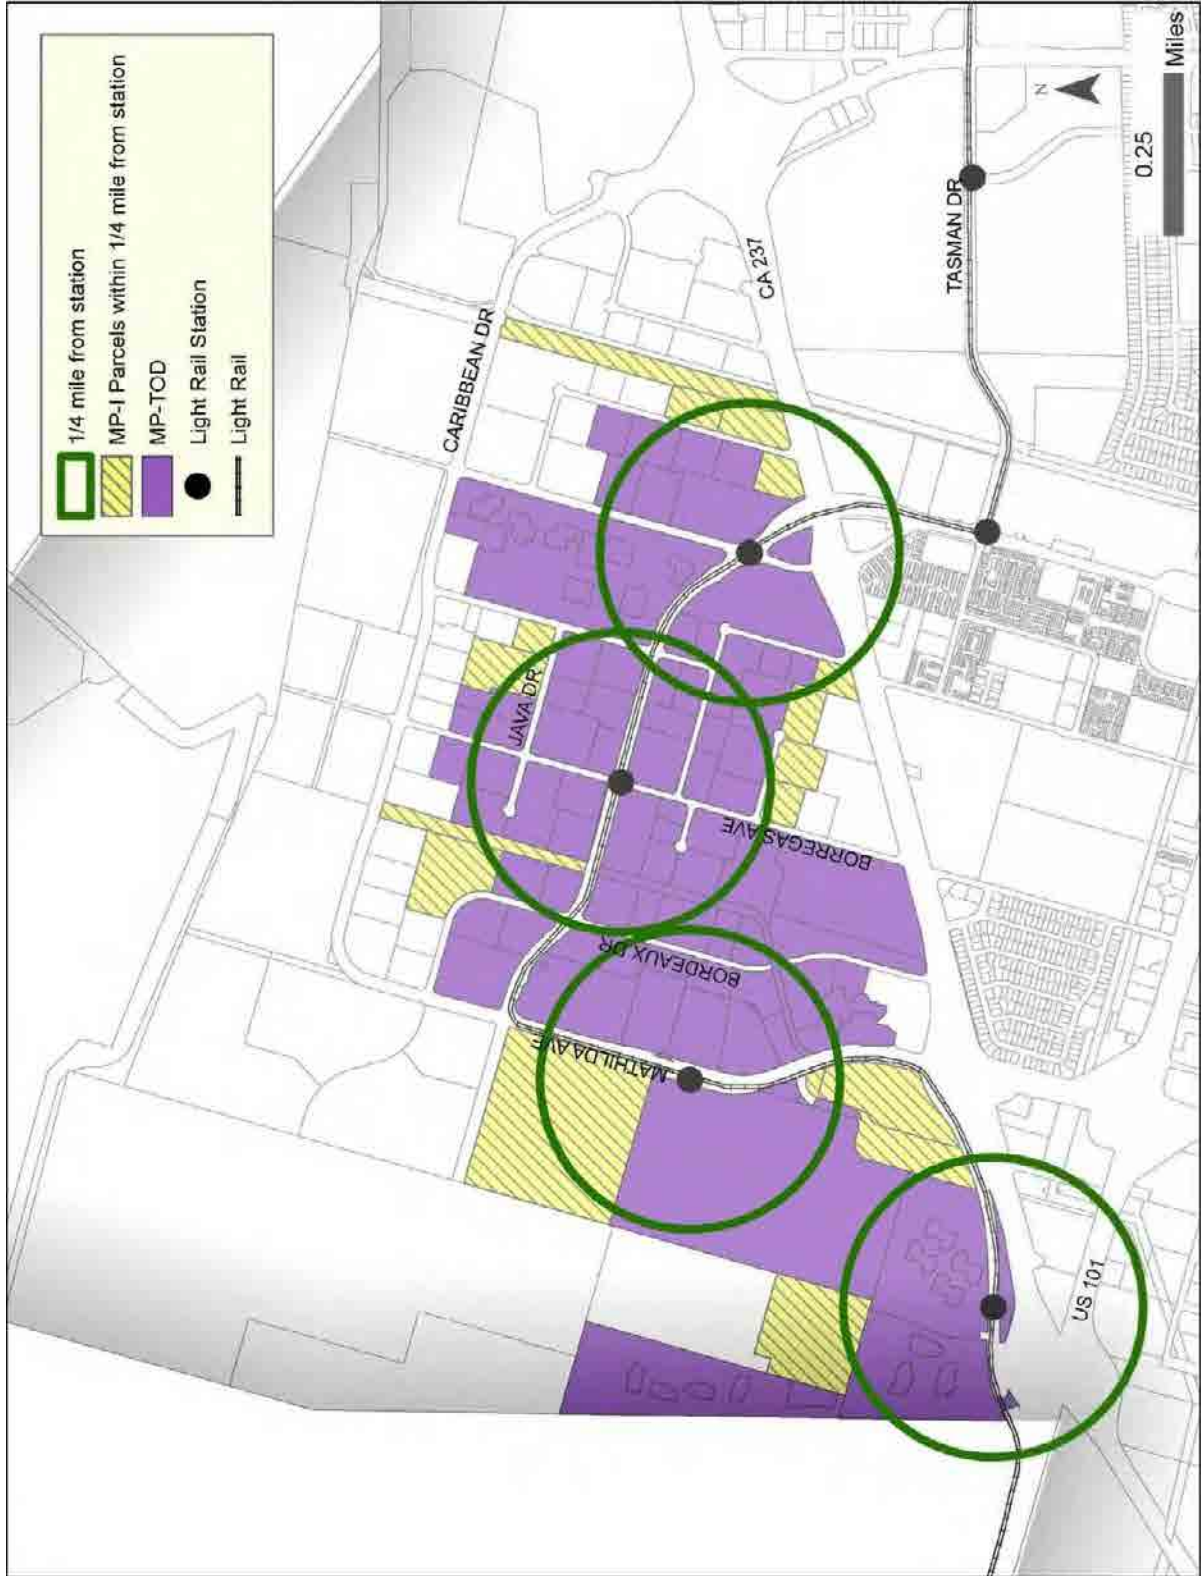 1/4 mile from station
MP-I Parcels within 1/4 mile from station
MP-TOD
Light Rail Station
Light Rail
CARIBBEAN DR
JAVA DR
CA 237
TASMAN DR
BORREGAS AVE
BORDEAUX DR
MATHILDA AVE
US 101
N
0.25
Miles